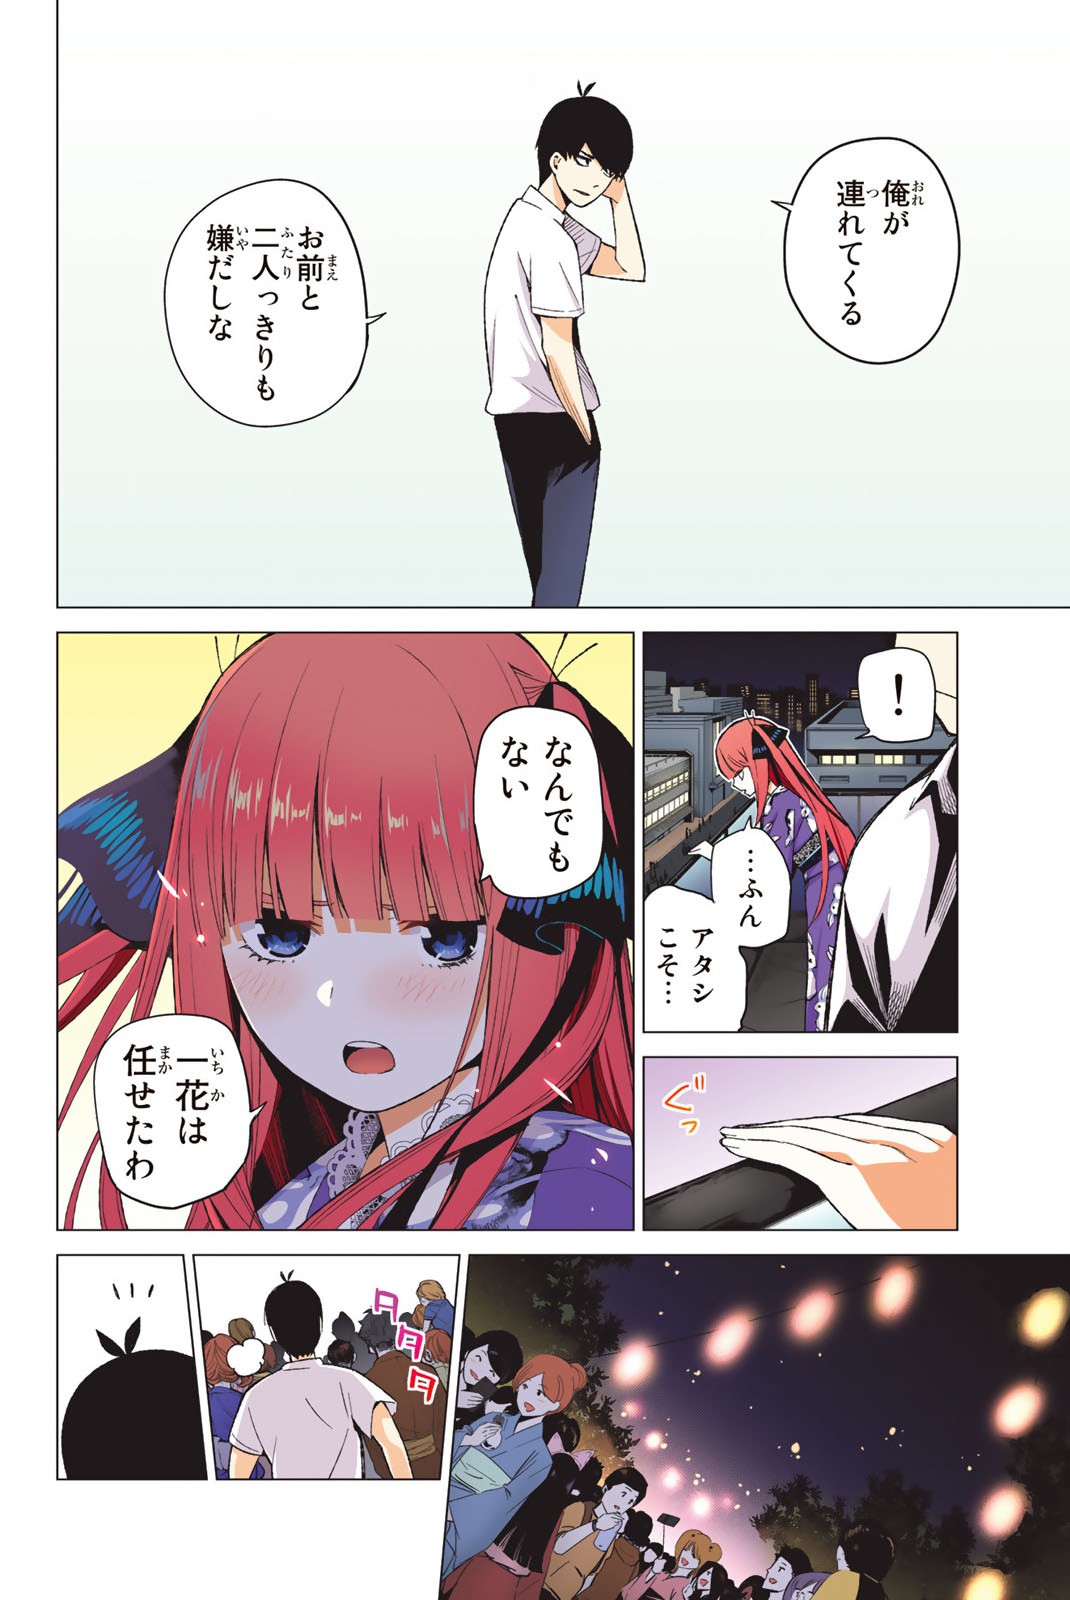 俺が
連れてくる
お前と
二人っきりも
嫌だしな
！
…ふん
アタシ
こそ…
ぐっ
なんでも
ない
一花は
任せたわ
タタタタ